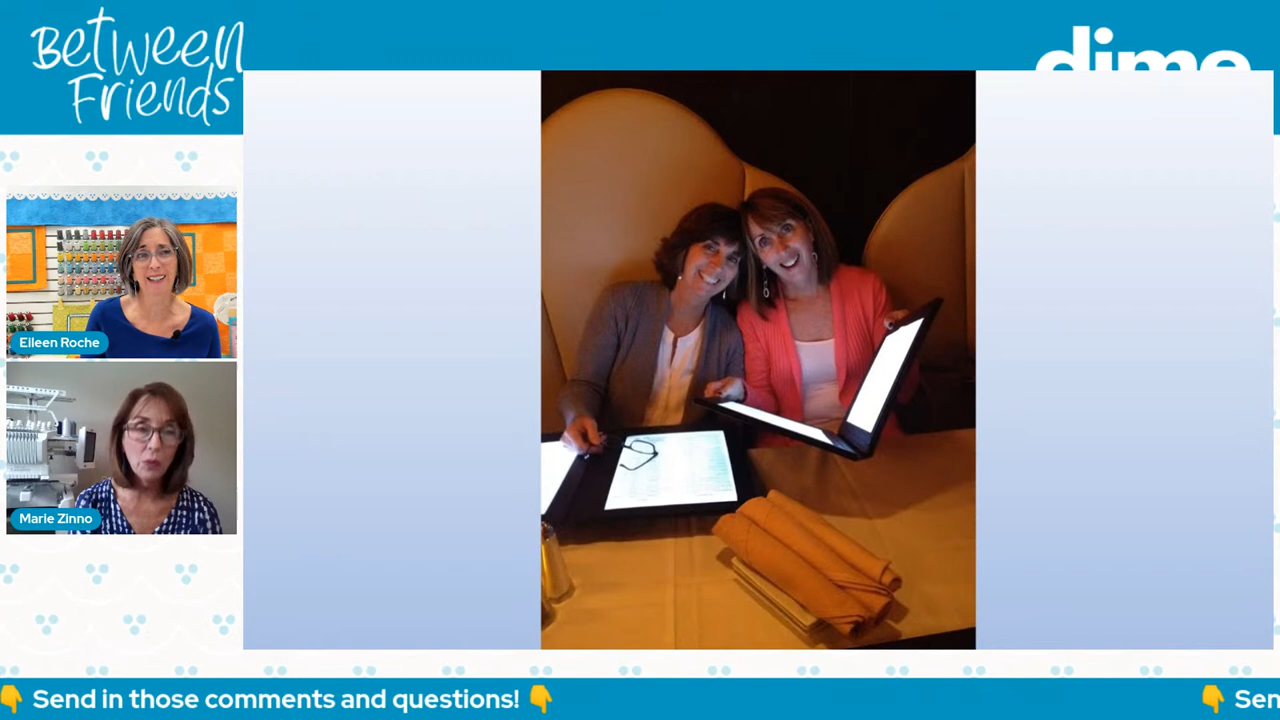 Between
Friends
dime
Eileen Roche
Marie Zinno
👇 Send in those comments and questions! 👇
👇 Sen